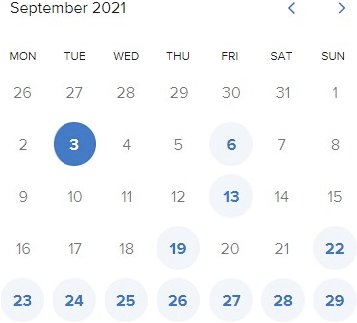 September 2021
MON TUE WED THU FRI SAT SUN
26 27 28 29 30 31 1
2 3 4 5 6 7 8
9 10 11 12 13 14 15
16 17 18 19 20 21 22
23 24 25 26 27 28 29